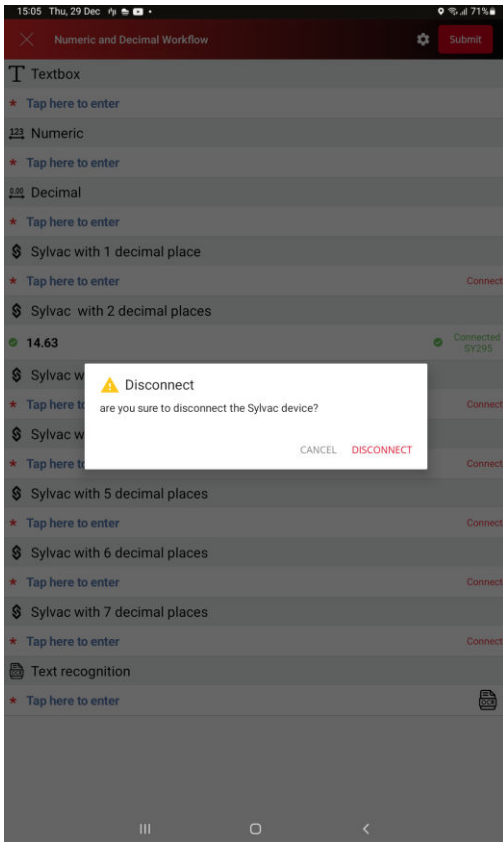 15:05 Thu, 29 Dec
71%
Numeric and Decimal Workflow
Submit
T Textbox
* Tap here to enter
123 Numeric
* Tap here to enter
0.00 Decimal
* Tap here to enter
Sylvac with 1 decimal place
* Tap here to enter Connect
Sylvac with 2 decimal places
14.63 Connected
SY295
Sylvac w
* Tap here to Connect
Disconnect
are you sure to disconnect the Sylvac device?
CANCEL DISCONNECT
Sylvac w
* Tap here to Connect
Sylvac with 5 decimal places
* Tap here to enter Connect
Sylvac with 6 decimal places
* Tap here to enter Connect
Sylvac with 7 decimal places
* Tap here to enter Connect
Text recognition
* Tap here to enter
OCR